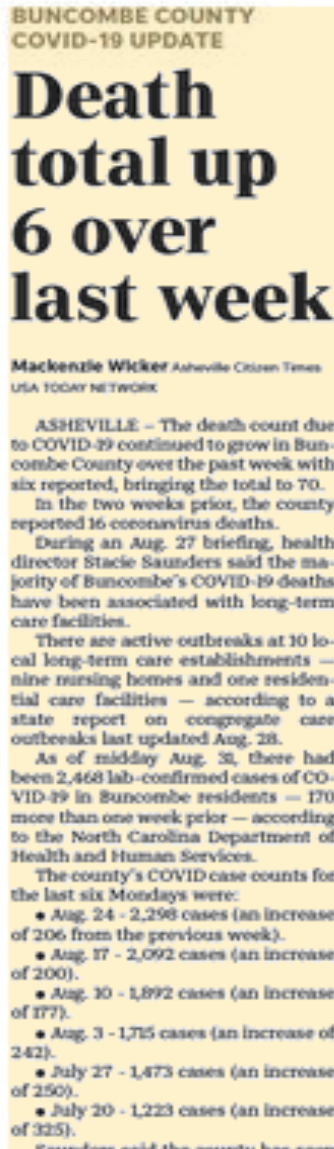 BUNCOMBE COUNTY
COVID-19 UPDATE
Death
total up
6 over
last week
Mackenzie Wicker Asheville Citizen Times
USA TODAY NETWORK
ASHEVILLE – The death count due
to COVID-19 continued to grow in Bun-
combe County over the past week with
six reported, bringing the total to 70.
In the two weeks prior, the county
reported 16 coronavirus deaths.
During an Aug. 27 briefing, health
director Stacie Saunders said the ma-
jority of Buncombe's COVID-19 deaths
have been associated with long-term
care facilities.
There are active outbreaks at 10 lo-
cal long-term care establishments —
nine nursing homes and one residen-
tial care facilities — according to a
state report on congregate care
outbreaks last updated Aug. 28.
As of midday Aug. 31, there had
been 2,468 lab-confirmed cases of CO-
VID-19 in Buncombe residents — 170
more than one week prior — according
to the North Carolina Department of
Health and Human Services.
The county's COVID case counts for
the last six Mondays were:
● Aug. 24 - 2,298 cases (an increase
of 206 from the previous week).
● Aug. 17 - 2,092 cases (an increase
of 200).
● Aug. 10 - 1,892 cases (an increase
of 177).
● Aug. 3 - 1,715 cases (an increase of
242).
● July 27 - 1,473 cases (an increase
of 250).
● July 20 - 1,223 cases (an increase
of 325).
Saunders said the county has seen